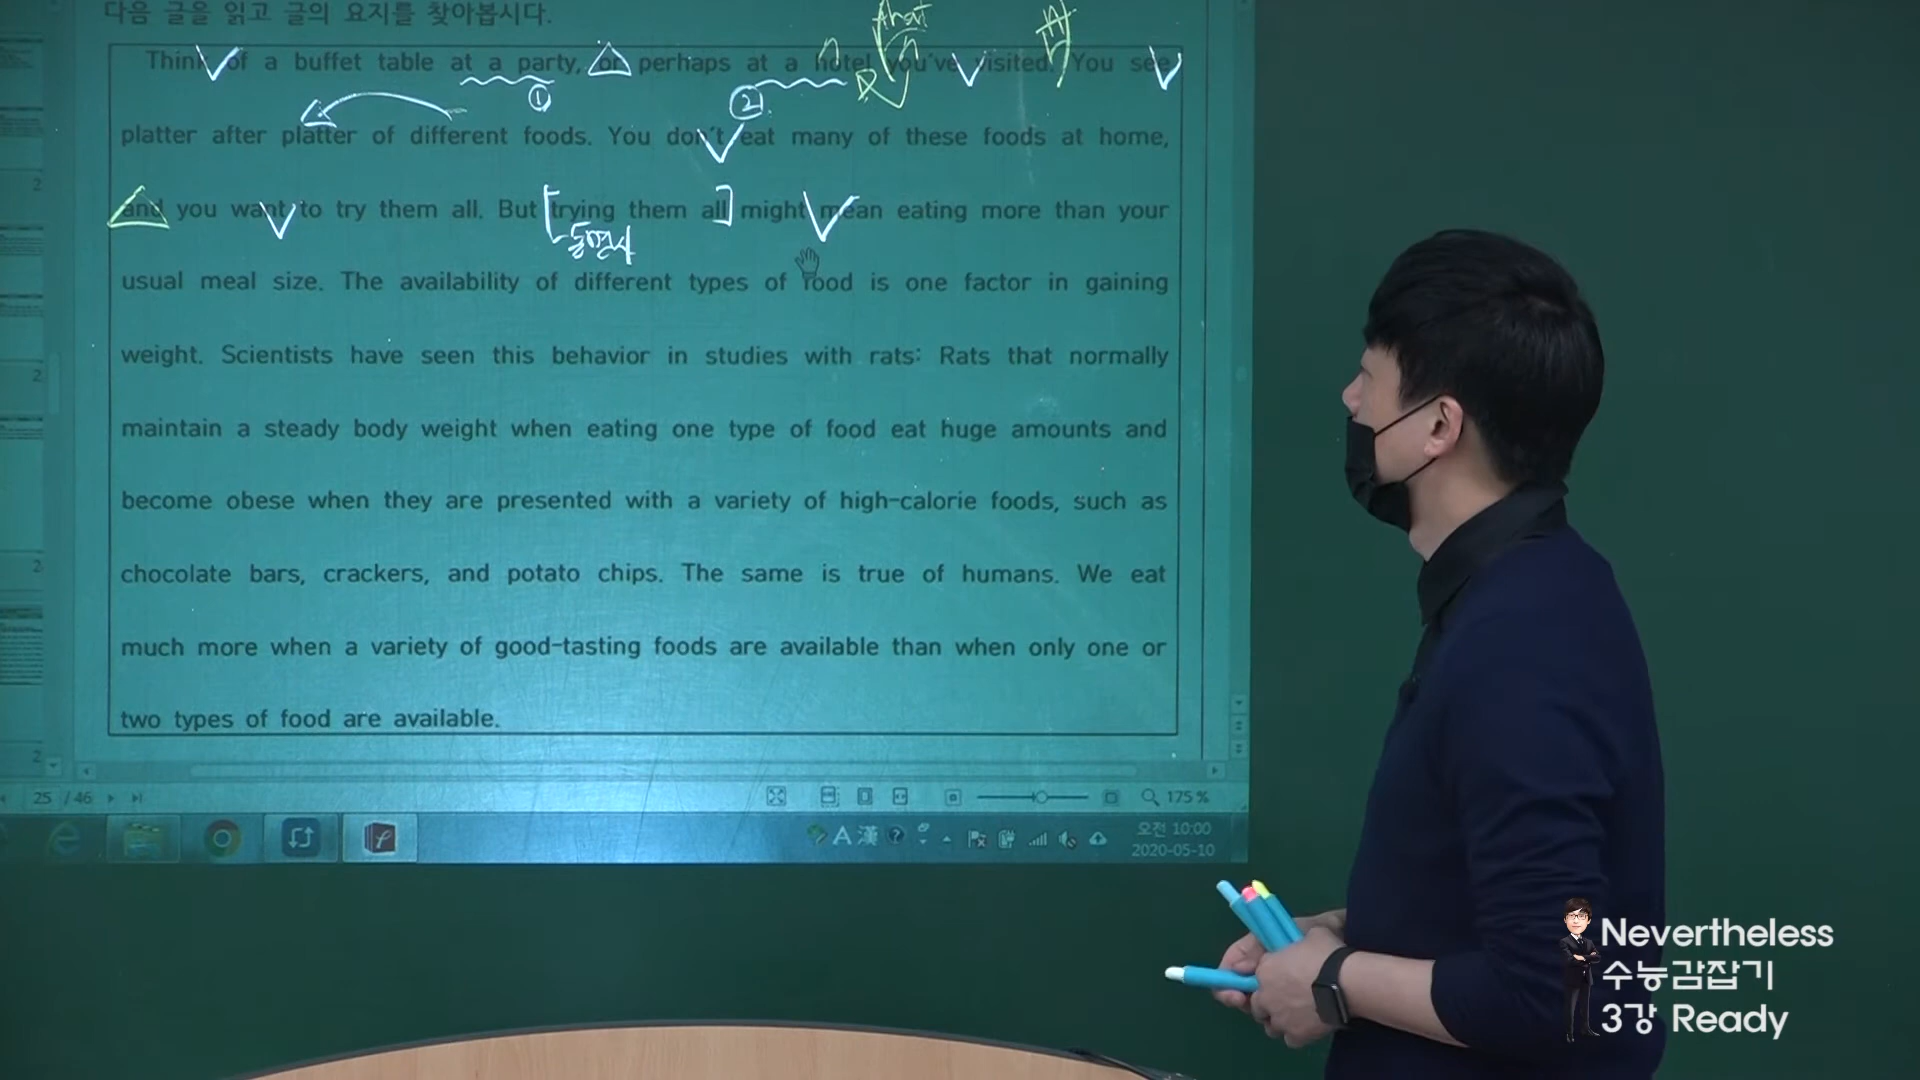 다음 글을 읽고 글의 요지를 찾아봅시다.
that
Think of a buffet table at a party, or perhaps at a hotel you've visited. You see
① ②
platter after platter of different foods. You don't eat many of these foods at home,
and you want to try them all. But trying them all might mean eating more than your
동명사
usual meal size. The availability of different types of food is one factor in gaining
weight. Scientists have seen this behavior in studies with rats: Rats that normally
maintain a steady body weight when eating one type of food eat huge amounts and
become obese when they are presented with a variety of high-calorie foods, such as
chocolate bars, crackers, and potato chips. The same is true of humans. We eat
much more when a variety of good-tasting foods are available than when only one or
two types of food are available.
25 / 46
175 %
A 漢
오전 10:00
2020-05-10
Nevertheless
수능감잡기
3강 Ready